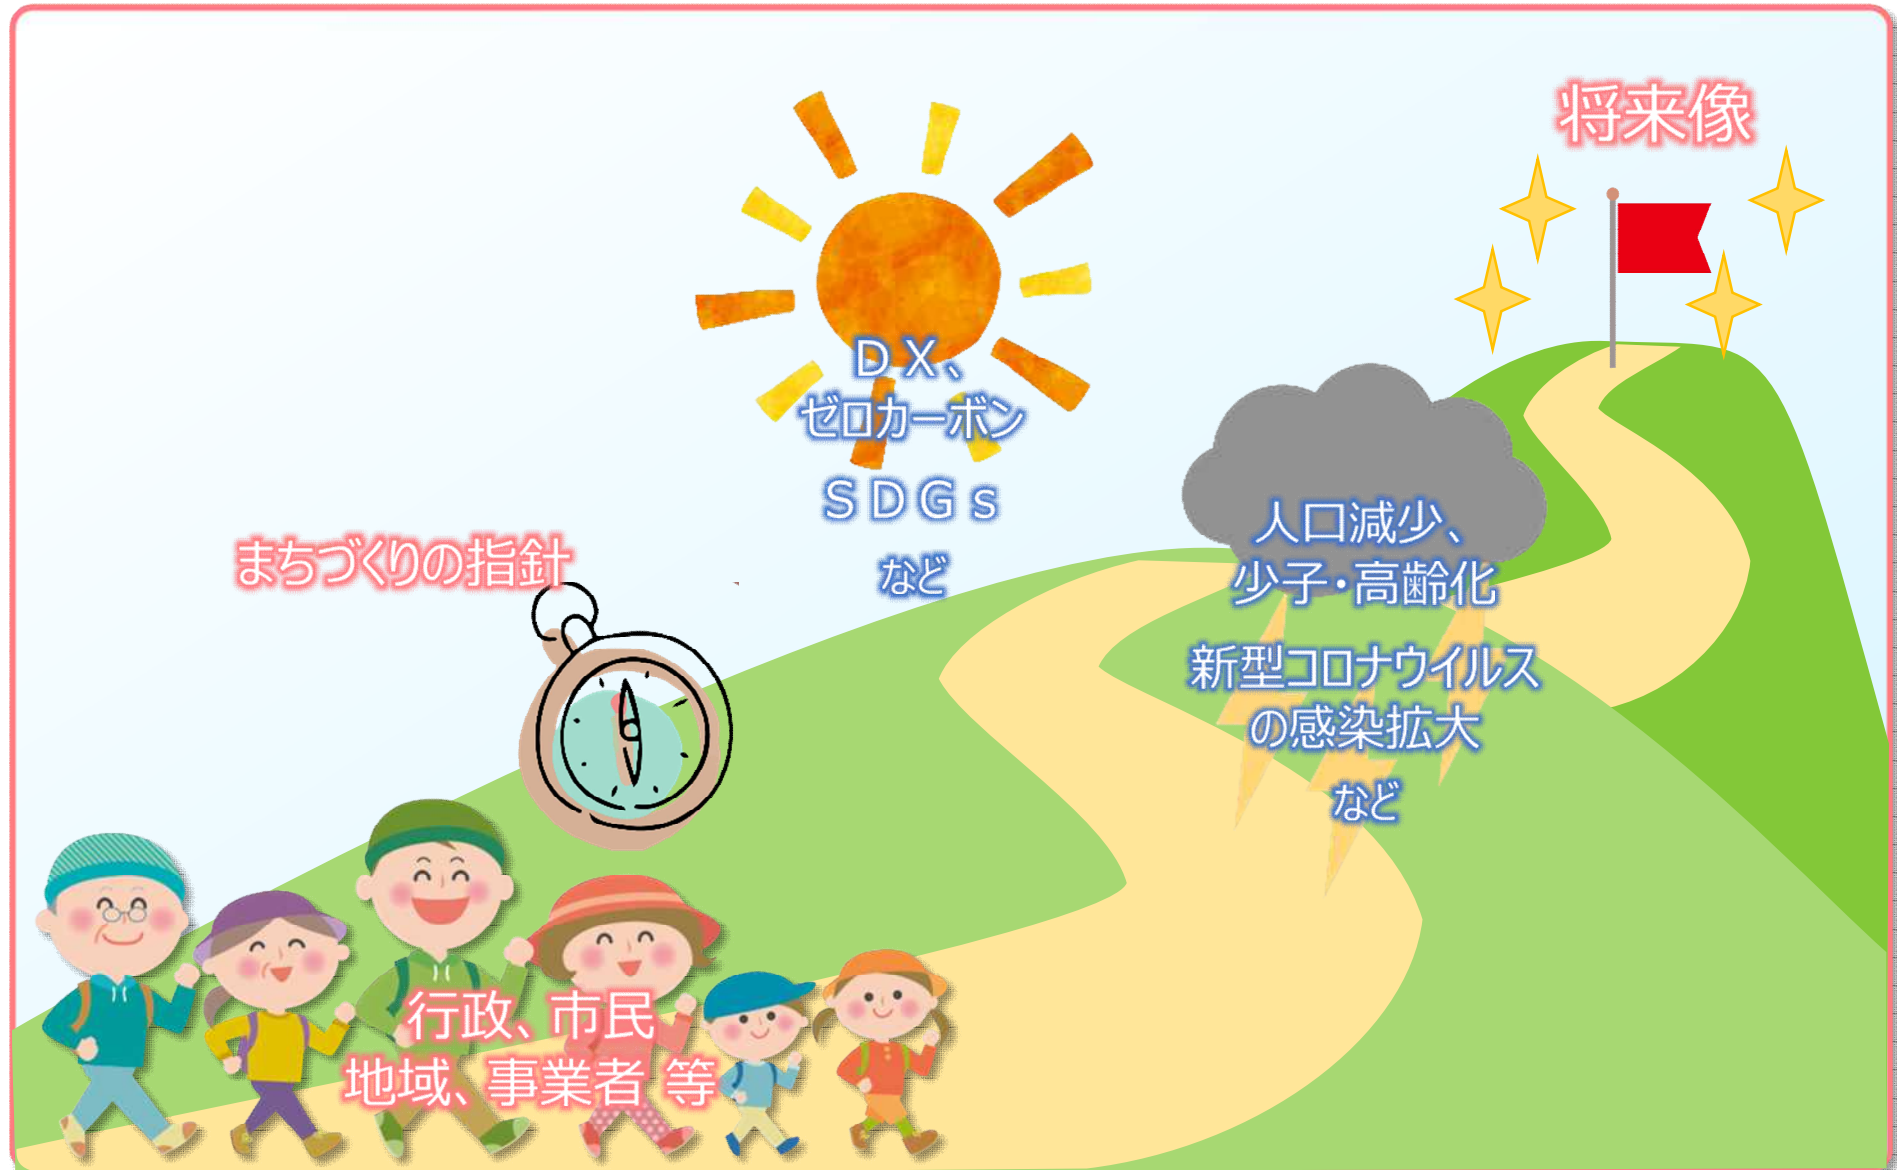 将来像
ＤＸ、
ゼロカーボン
ＳＤＧｓ
など
人口減少、
少子・高齢化
新型コロナウイルス
の感染拡大
など
まちづくりの指針
行政、市民
地域、事業者 等